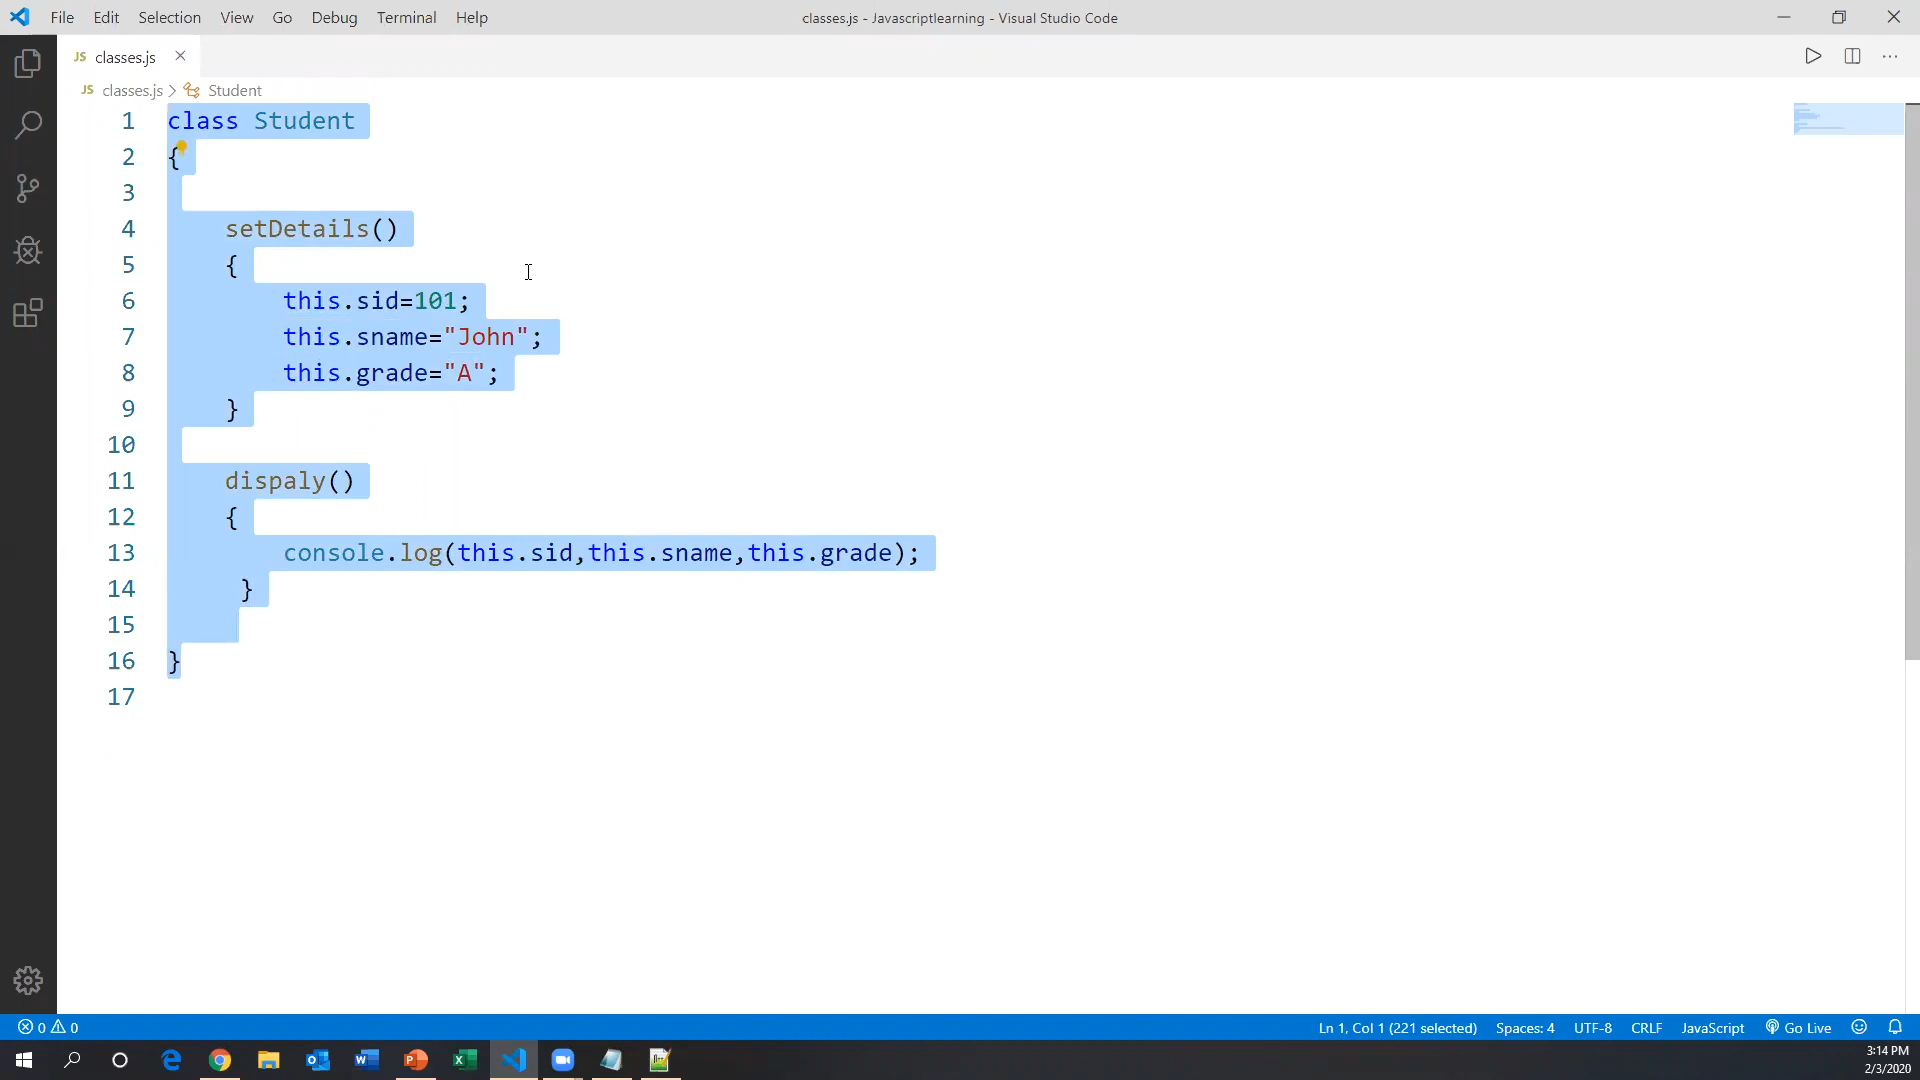 File Edit Selection View Go Debug Terminal Help classes.js - Javascriptlearning - Visual Studio Code
JS classes.js
JS classes.js > Student
1 class Student
2 {
3
4 setDetails()
5 {
6 this.sid=101;
7 this.sname="John";
8 this.grade="A";
9 }
10
11 dispaly()
12 {
13 console.log(this.sid,this.sname,this.grade);
14 }
15
16 }
17
0 0 Ln 1, Col 1 (221 selected) Spaces: 4 UTF-8 CRLF JavaScript Go Live
3:14 PM
2/3/2020